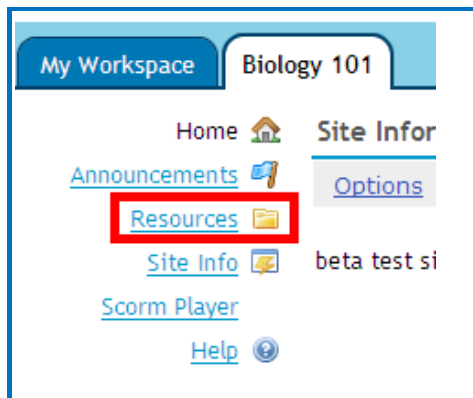 My Workspace
Biology 101
Home
Site Infor
Announcements
Options
Resources
Site Info
beta test si
Scorm Player
Help